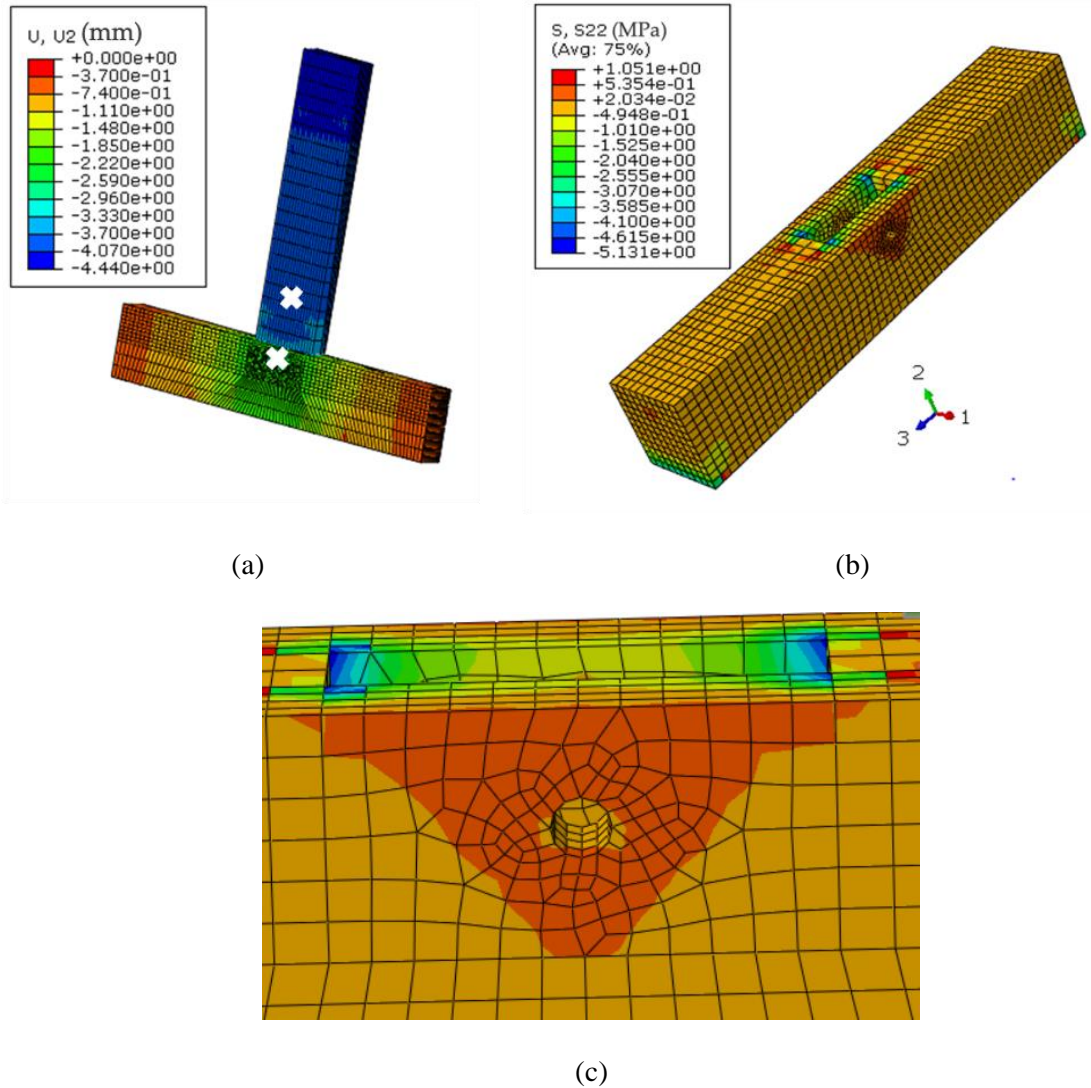 U, U2 (mm)
+0.000e+00
-3.700e-01
-7.400e-01
-1.110e+00
-1.480e+00
-1.850e+00
-2.220e+00
-2.590e+00
-2.960e+00
-3.330e+00
-3.700e+00
-4.070e+00
-4.440e+00
S, S22 (MPa)
(Avg: 75%)
+1.051e+00
+5.354e-01
+2.034e-02
-4.948e-01
-1.010e+00
-1.525e+00
-2.040e+00
-2.555e+00
-3.070e+00
-3.585e+00
-4.100e+00
-4.615e+00
-5.131e+00
2
3
1
(a)
(b)
(c)